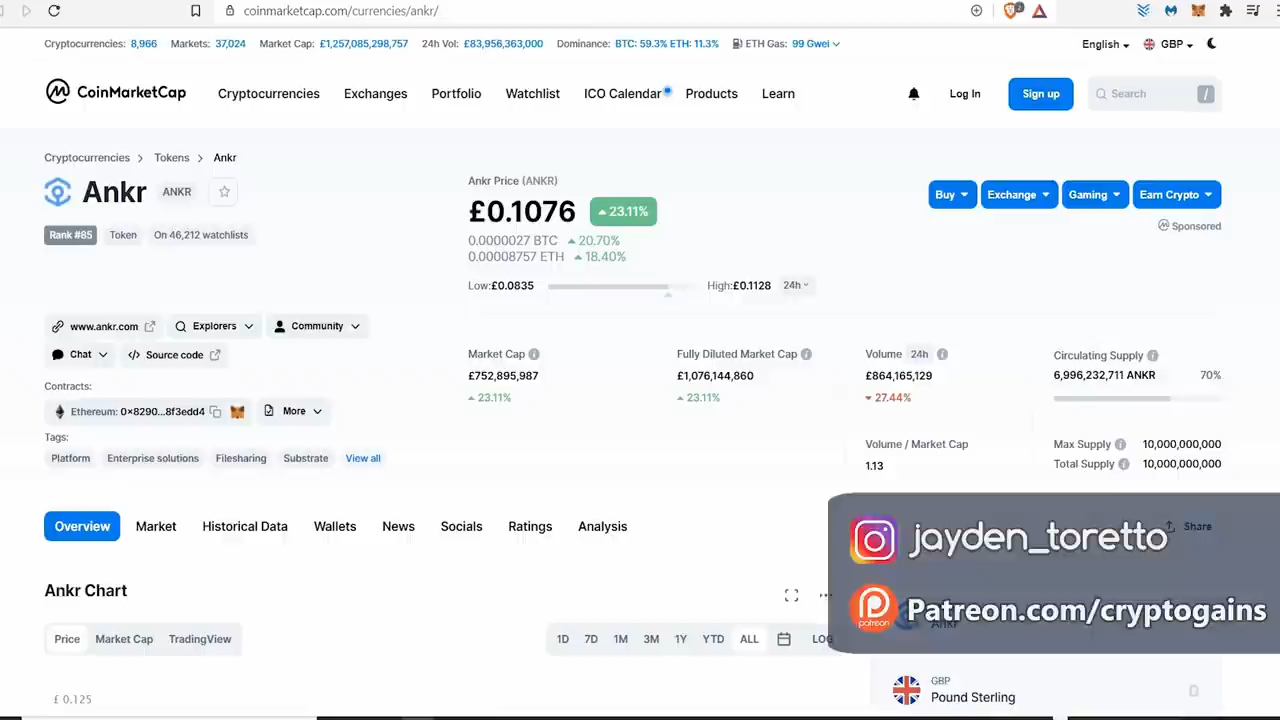 coinmarketcap.com/currencies/ankr/
Cryptocurrencies: 8,966 Markets: 37,024 Market Cap: £1,257,085,298,757 24h Vol: £83,956,363,000 Dominance: BTC: 59.3% ETH: 11.3% ETH Gas: 99 Gwei English GBP
CoinMarketCap Cryptocurrencies Exchanges Portfolio Watchlist ICO Calendar Products Learn Log In Sign up Search /
Cryptocurrencies Tokens Ankr
Ankr ANKR
Rank #85 Token On 46,212 watchlists
www.ankr.com Explorers Community
Chat Source code
Contracts:
Ethereum: 0x8290...8f3edd4 More
Tags:
Platform Enterprise solutions Filesharing Substrate View all
Ankr Price (ANKR)
£0.1076 23.11%
0.0000027 BTC 20.70%
0.00008757 ETH 18.40%
Low:£0.0835 High:£0.1128 24h
Buy Exchange Gaming Earn Crypto
Sponsored
Market Cap
£752,895,987
23.11%
Fully Diluted Market Cap
£1,076,144,860
23.11%
Volume 24h
£864,165,129
27.44%
Volume / Market Cap
1.13
Circulating Supply
6,996,232,711 ANKR 70%
Max Supply 10,000,000,000
Total Supply 10,000,000,000
Overview Market Historical Data Wallets News Socials Ratings Analysis Share
jayden_toretto
Patreon.com/cryptogains
patreon
Ankr Chart
Price Market Cap TradingView 1D 7D 1M 3M 1Y YTD ALL LOG
£ 0.125
Ankr
GBP
Pound Sterling
0